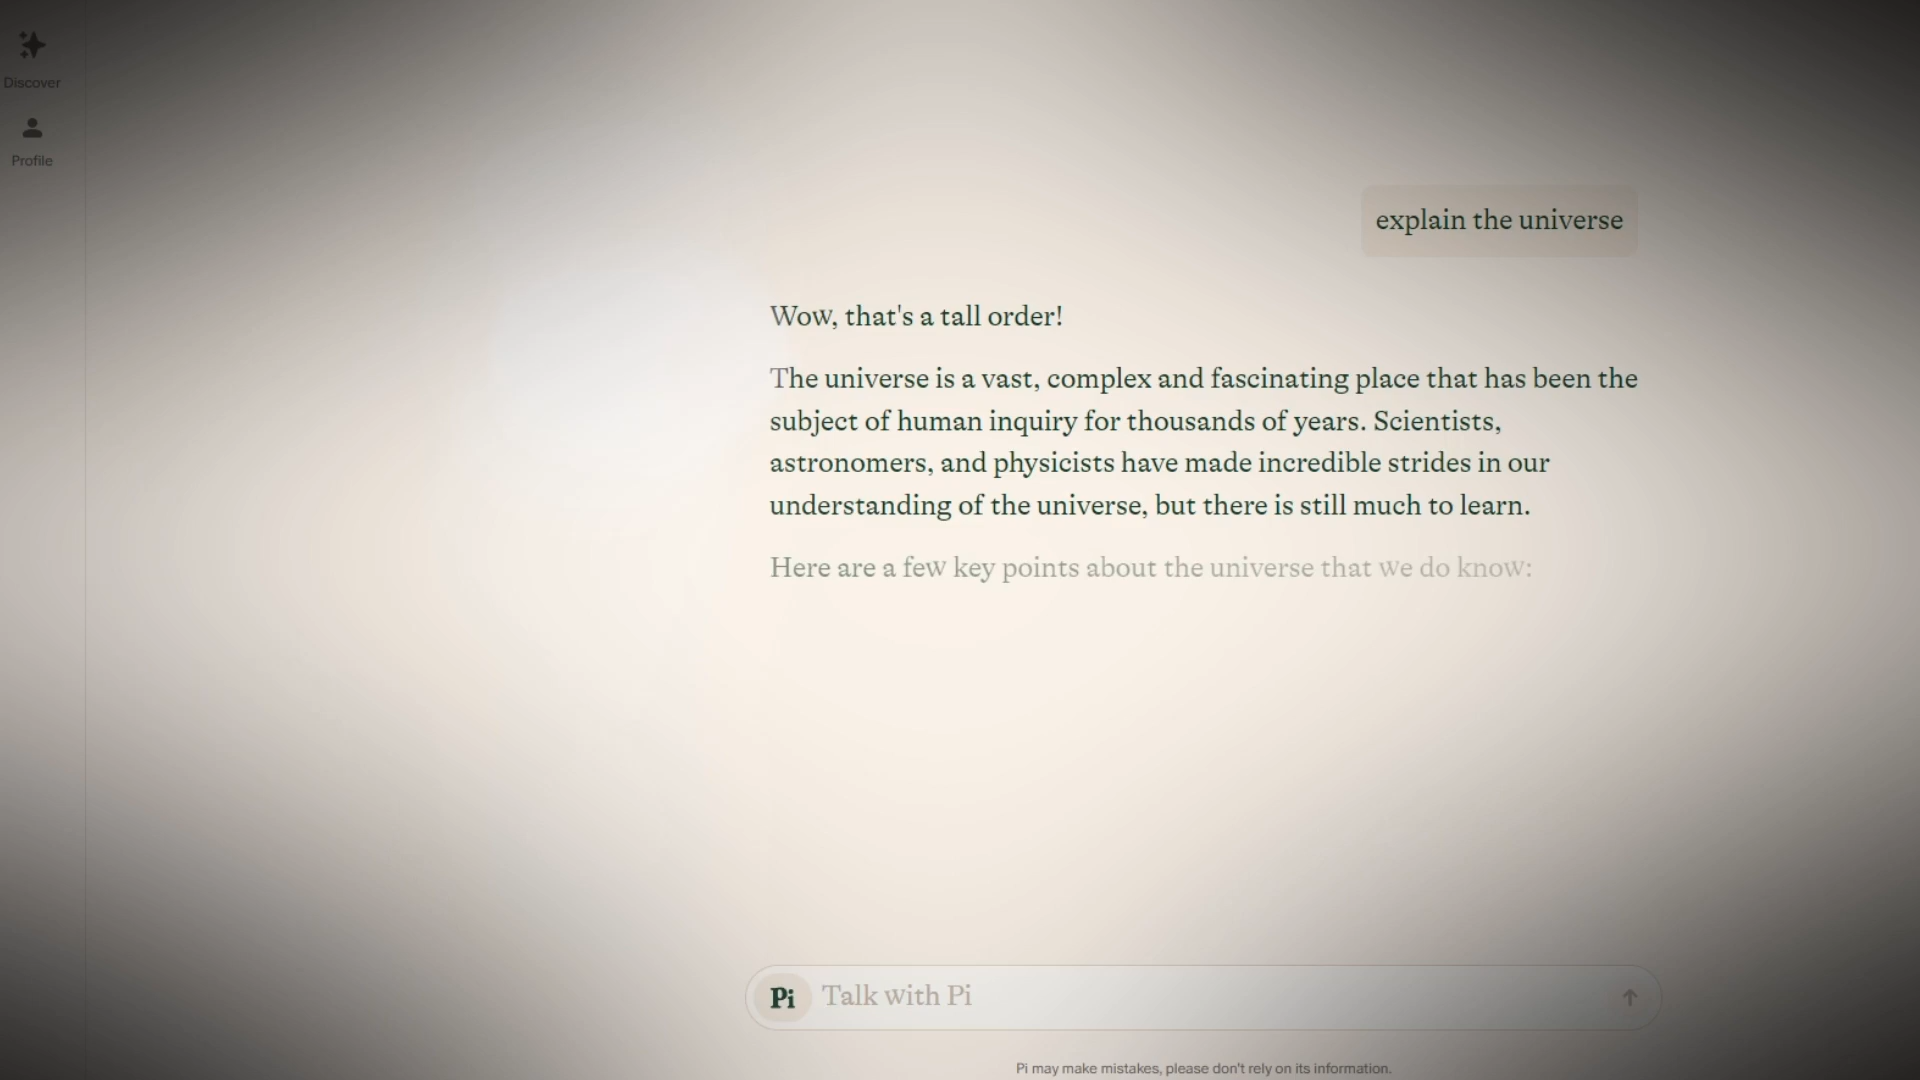 Discover
Profile
explain the universe
Wow, that's a tall order!
The universe is a vast, complex and fascinating place that has been the
subject of human inquiry for thousands of years. Scientists,
astronomers, and physicists have made incredible strides in our
understanding of the universe, but there is still much to learn.
Here are a few key points about the universe that we do know:
Pi Talk with Pi
Pi may make mistakes, please don't rely on its information.